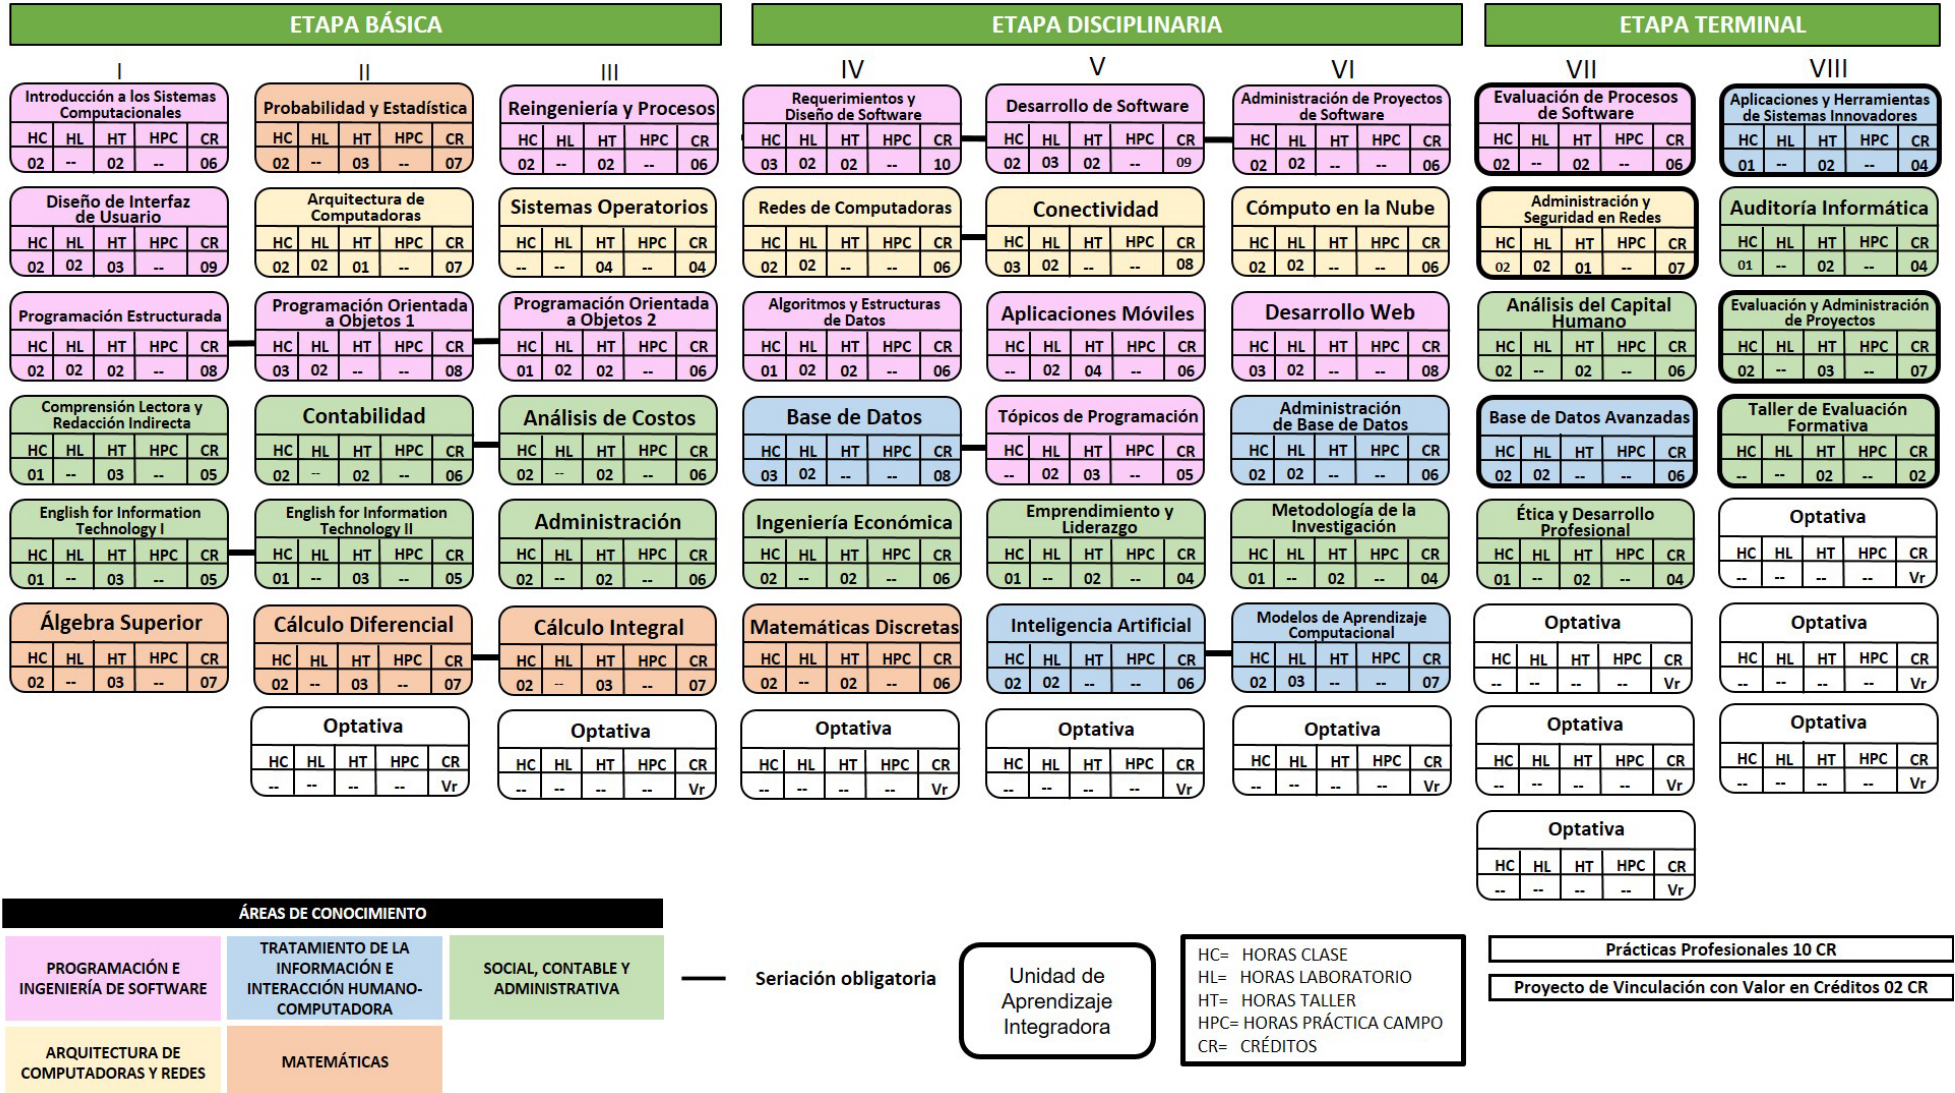 ETAPA BÁSICA
ETAPA DISCIPLINARIA
ETAPA TERMINAL
I
II
III
IV
V
VI
VII
VIII
Introducción a los Sistemas
Computacionales
HC HL HT HPC CR
02 -- 02 -- 06
Probabilidad y Estadística
HC HL HT HPC CR
02 -- 03 -- 07
Reingeniería y Procesos
HC HL HT HPC CR
02 -- 02 -- 06
Requerimientos y
Diseño de Software
HC HL HT HPC CR
03 02 02 -- 10
Desarrollo de Software
HC HL HT HPC CR
02 03 02 -- 09
Administración de Proyectos
de Software
HC HL HT HPC CR
02 02 -- -- 06
Evaluación de Procesos
de Software
HC HL HT HPC CR
02 -- 02 -- 06
Aplicaciones y Herramientas
de Sistemas Innovadores
HC HL HT HPC CR
01 -- 02 -- 04
Diseño de Interfaz
de Usuario
HC HL HT HPC CR
02 02 03 -- 09
Arquitectura de
Computadoras
HC HL HT HPC CR
02 02 01 -- 07
Sistemas Operatorios
HC HL HT HPC CR
-- -- 04 -- 04
Redes de Computadoras
HC HL HT HPC CR
02 02 -- -- 06
Conectividad
HC HL HT HPC CR
03 02 -- -- 08
Cómputo en la Nube
HC HL HT HPC CR
02 02 -- -- 06
Administración y
Seguridad en Redes
HC HL HT HPC CR
02 02 01 -- 07
Auditoría Informática
HC HL HT HPC CR
01 -- 02 -- 04
Programación Estructurada
HC HL HT HPC CR
02 02 02 -- 08
Programación Orientada
a Objetos 1
HC HL HT HPC CR
03 02 -- -- 08
Programación Orientada
a Objetos 2
HC HL HT HPC CR
01 02 02 -- 06
Algoritmos y Estructuras
de Datos
HC HL HT HPC CR
01 02 02 -- 06
Aplicaciones Móviles
HC HL HT HPC CR
-- 02 04 -- 06
Desarrollo Web
HC HL HT HPC CR
03 02 -- -- 08
Análisis del Capital
Humano
HC HL HT HPC CR
02 -- 02 -- 06
Evaluación y Administración
de Proyectos
HC HL HT HPC CR
02 -- 03 -- 07
Comprensión Lectora y
Redacción Indirecta
HC HL HT HPC CR
01 -- 03 -- 05
Contabilidad
HC HL HT HPC CR
02 -- 02 -- 06
Análisis de Costos
HC HL HT HPC CR
02 -- 02 -- 06
Base de Datos
HC HL HT HPC CR
03 02 -- -- 08
Tópicos de Programación
HC HL HT HPC CR
-- 02 03 -- 05
Administración
de Base de Datos
HC HL HT HPC CR
02 02 -- -- 06
Base de Datos Avanzadas
HC HL HT HPC CR
02 02 -- -- 06
Taller de Evaluación
Formativa
HC HL HT HPC CR
-- -- 02 -- 02
English for Information
Technology I
HC HL HT HPC CR
01 -- 03 -- 05
English for Information
Technology II
HC HL HT HPC CR
01 -- 03 -- 05
Administración
HC HL HT HPC CR
02 -- 02 -- 06
Ingeniería Económica
HC HL HT HPC CR
02 -- 02 -- 06
Emprendimiento y
Liderazgo
HC HL HT HPC CR
01 -- 02 -- 04
Metodología de la
Investigación
HC HL HT HPC CR
01 -- 02 -- 04
Ética y Desarrollo
Profesional
HC HL HT HPC CR
01 -- 02 -- 04
Optativa
HC HL HT HPC CR
-- -- -- -- Vr
Álgebra Superior
HC HL HT HPC CR
02 -- 03 -- 07
Cálculo Diferencial
HC HL HT HPC CR
02 -- 03 -- 07
Cálculo Integral
HC HL HT HPC CR
02 -- 03 -- 07
Matemáticas Discretas
HC HL HT HPC CR
02 -- 02 -- 06
Inteligencia Artificial
HC HL HT HPC CR
02 02 -- -- 06
Modelos de Aprendizaje
Computacional
HC HL HT HPC CR
02 03 -- -- 07
Optativa
HC HL HT HPC CR
-- -- -- -- Vr
Optativa
HC HL HT HPC CR
-- -- -- -- Vr
Optativa
HC HL HT HPC CR
-- -- -- -- Vr
Optativa
HC HL HT HPC CR
-- -- -- -- Vr
Optativa
HC HL HT HPC CR
-- -- -- -- Vr
Optativa
HC HL HT HPC CR
-- -- -- -- Vr
Optativa
HC HL HT HPC CR
-- -- -- -- Vr
Optativa
HC HL HT HPC CR
-- -- -- -- Vr
Optativa
HC HL HT HPC CR
-- -- -- -- Vr
Optativa
HC HL HT HPC CR
-- -- -- -- Vr
ÁREAS DE CONOCIMIENTO
PROGRAMACIÓN E
INGENIERÍA DE SOFTWARE
TRATAMIENTO DE LA
INFORMACIÓN E
INTERACCIÓN HUMANO-
COMPUTADORA
SOCIAL, CONTABLE Y
ADMINISTRATIVA
ARQUITECTURA DE
COMPUTADORAS Y REDES
MATEMÁTICAS
Seriación obligatoria
Unidad de
Aprendizaje
Integradora
HC= HORAS CLASE
HL= HORAS LABORATORIO
HT= HORAS TALLER
HPC= HORAS PRÁCTICA CAMPO
CR= CRÉDITOS
Prácticas Profesionales 10 CR
Proyecto de Vinculación con Valor en Créditos 02 CR